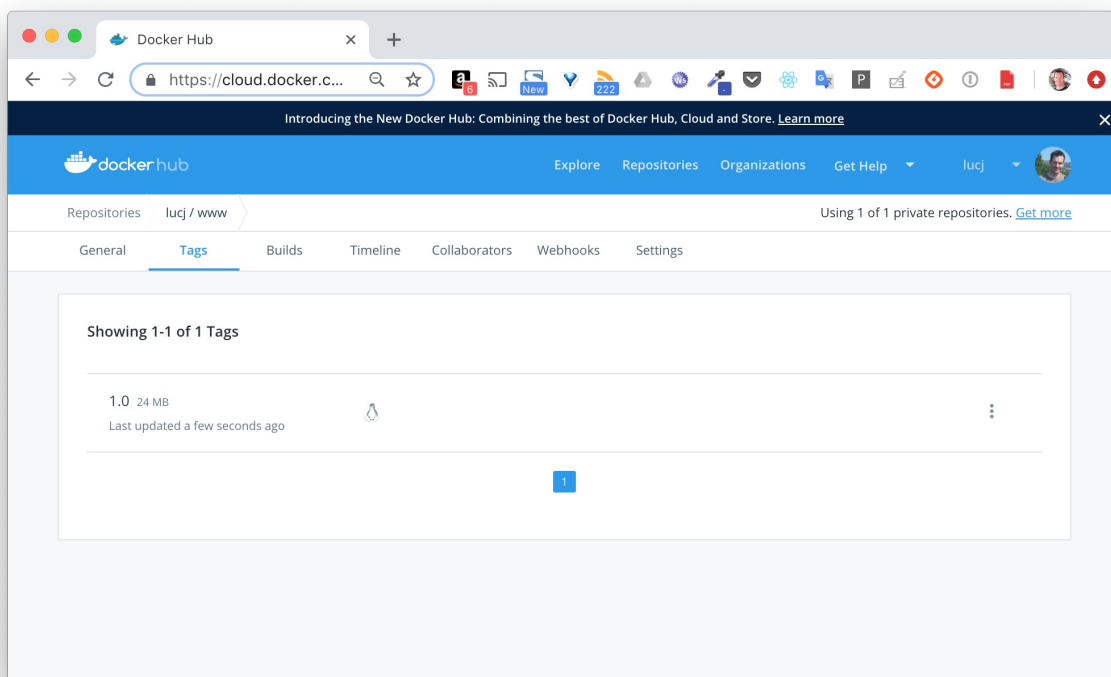 Docker Hub
https://cloud.docker.c...
6
New
222
Introducing the New Docker Hub: Combining the best of Docker Hub, Cloud and Store. Learn more
dockerhub
Explore Repositories Organizations Get Help lucj
Repositories lucj / www Using 1 of 1 private repositories. Get more
General Tags Builds Timeline Collaborators Webhooks Settings
Showing 1-1 of 1 Tags
1.0 24 MB
Last updated a few seconds ago
1